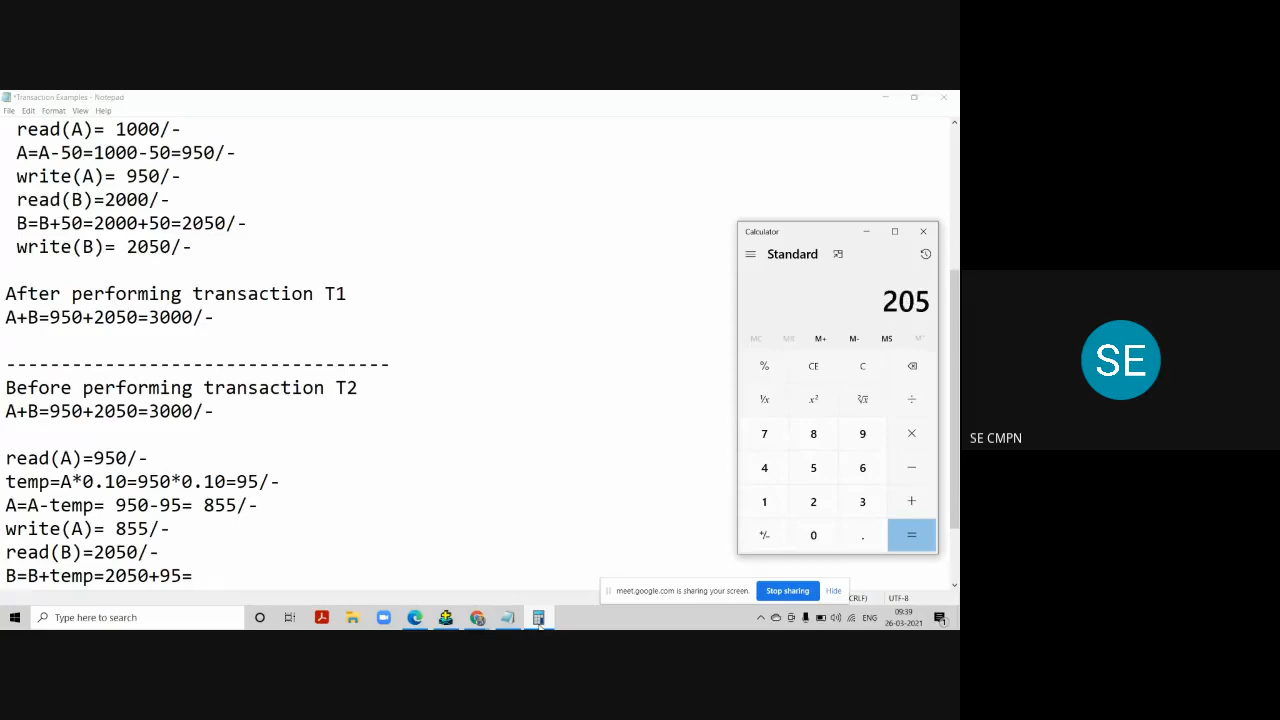 *Transaction Examples - Notepad
File Edit Format View Help
read(A)= 1000/-
A=A-50=1000-50=950/-
write(A)= 950/-
read(B)=2000/-
B=B+50=2000+50=2050/-
write(B)= 2050/-
After performing transaction T1
A+B=950+2050=3000/-
-----------------------------------
Before performing transaction T2
A+B=950+2050=3000/-
read(A)=950/-
temp=A*0.10=950*0.10=95/-
A=A-temp= 950-95= 855/-
write(A)= 855/-
read(B)=2050/-
B=B+temp=2050+95=
Calculator
Standard
205
MC MR M+ M- MS
% CE C
¹/x x² ²√x ÷
7 8 9 ×
4 5 6 −
1 2 3 +
+/- 0 . =
meet.google.com is sharing your screen. Stop sharing Hide
(CRLF) UTF-8
Type here to search
ENG
09:39
26-03-2021
1
SE
SE CMPN